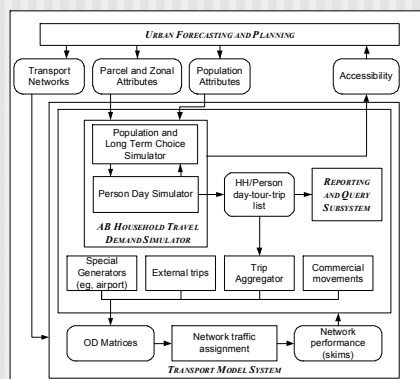 URBAN FORECASTING AND PLANNING
Transport
Networks
Parcel and Zonal
Attributes
Population
Attributes
Accessibility
Population and
Long Term Choice
Simulator
Person Day Simulator
AB HOUSEHOLD TRAVEL
DEMAND SIMULATOR
HH/Person
day-tour-trip
list
REPORTING
AND QUERY
SUBSYSTEM
Special
Generators
(eg, airport)
External trips
Trip
Aggregator
Commercial
movements
OD Matrices
Network traffic
assignment
Network
performance
(skims)
TRANSPORT MODEL SYSTEM